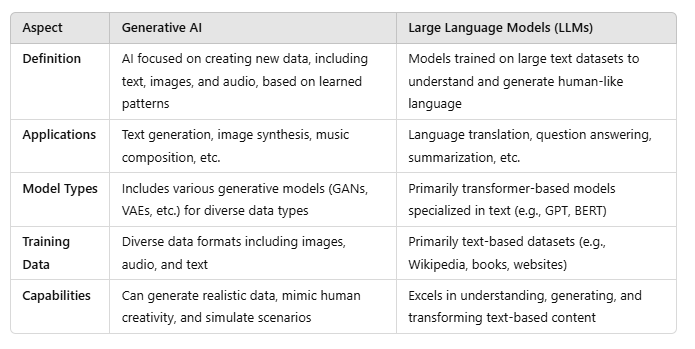 Aspect Generative AI Large Language Models (LLMs)
Definition AI focused on creating new data, including Models trained on large text datasets to
text, images, and audio, based on learned understand and generate human-like
patterns language
Applications Text generation, image synthesis, music Language translation, question answering,
composition, etc. summarization, etc.
Model Types Includes various generative models (GANs, Primarily transformer-based models
VAEs, etc.) for diverse data types specialized in text (e.g., GPT, BERT)
Training Diverse data formats including images, Primarily text-based datasets (e.g.,
Data audio, and text Wikipedia, books, websites)
Capabilities Can generate realistic data, mimic human Excels in understanding, generating, and
creativity, and simulate scenarios transforming text-based content